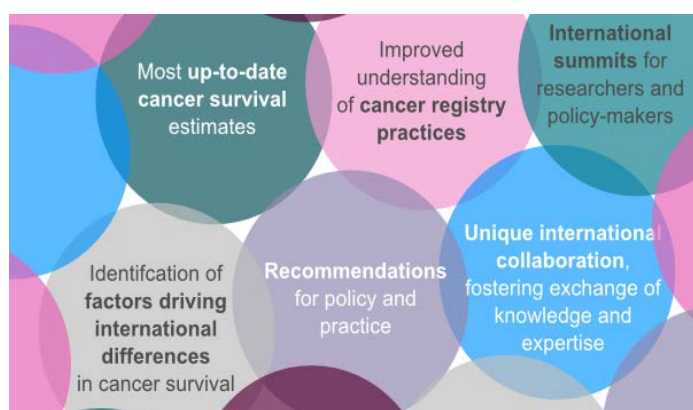 Most up-to-date
cancer survival
estimates
Improved
understanding
of cancer registry
practices
International
summits for
researchers and
policy-makers
Identifcation of
factors driving
international
differences
in cancer survival
Recommendations
for policy and
practice
Unique international
collaboration,
fostering exchange of
knowledge and
expertise